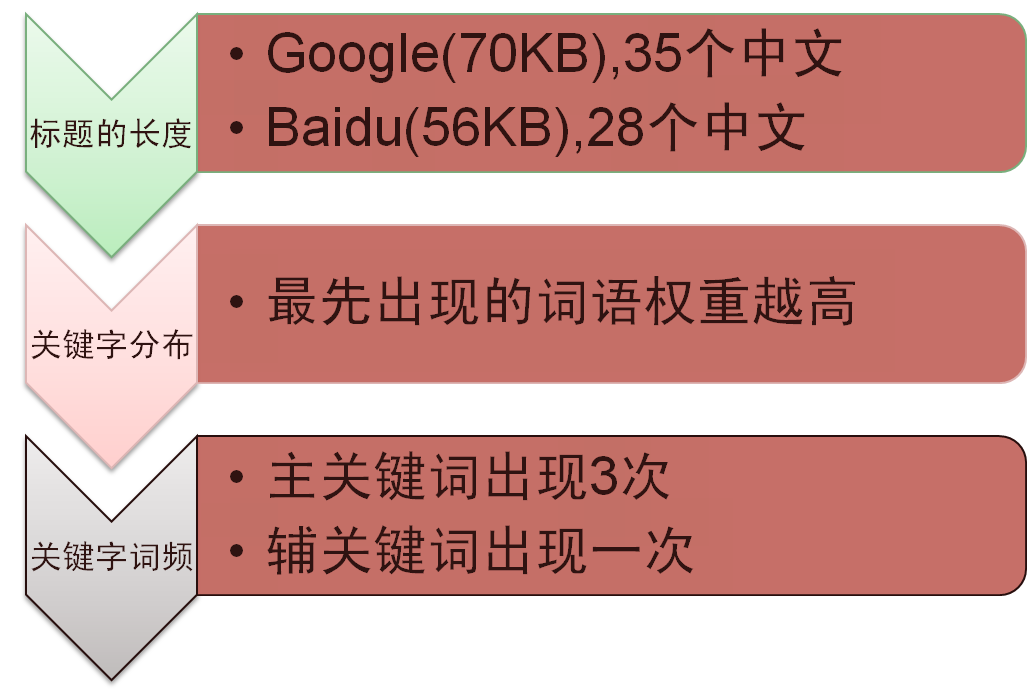 标题的长度
• Google(70KB),35个中文
• Baidu(56KB),28个中文
关键字分布
• 最先出现的词语权重越高
关键字词频
• 主关键词出现3次
• 辅关键词出现一次